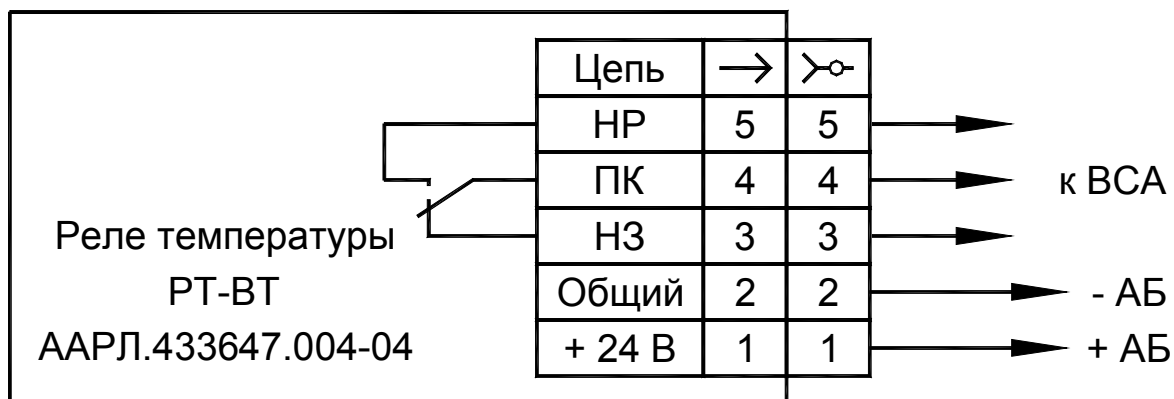 Цепь
НР 5 5
ПК 4 4 к ВСА
НЗ 3 3
Общий 2 2 - АБ
+ 24 В 1 1 + АБ
Реле температуры
РТ-ВТ
ААРЛ.433647.004-04